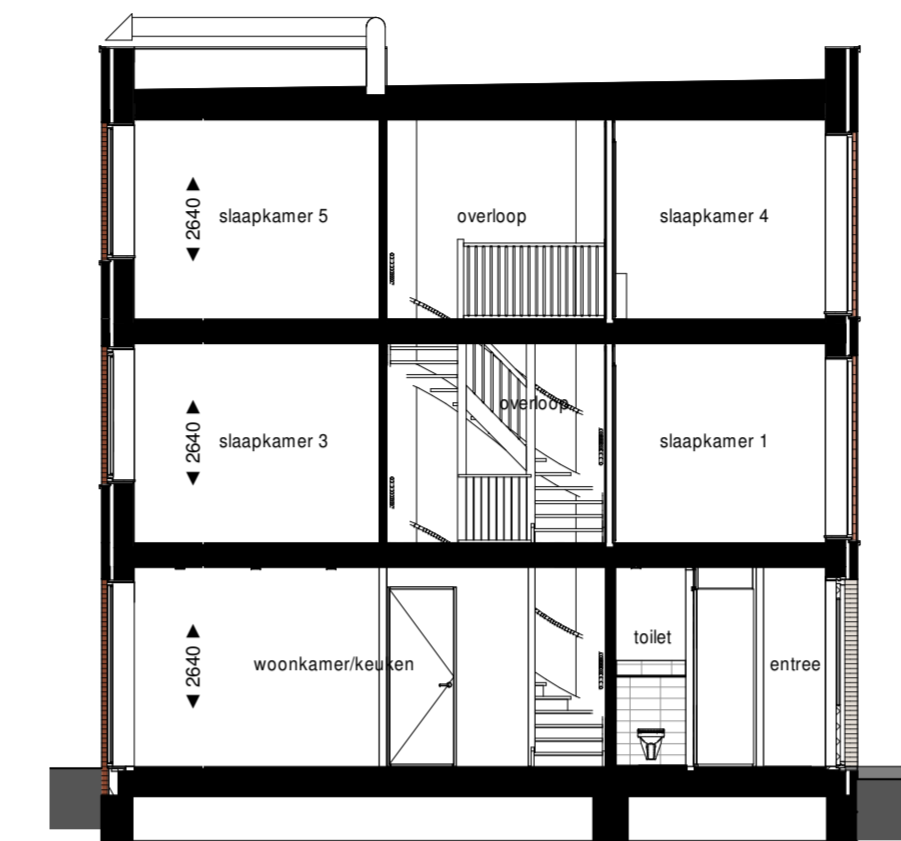 2640
slaapkamer 5
overloop
slaapkamer 4
2640
slaapkamer 3
overloop
slaapkamer 1
2640
woonkamer/keuken
toilet
entree